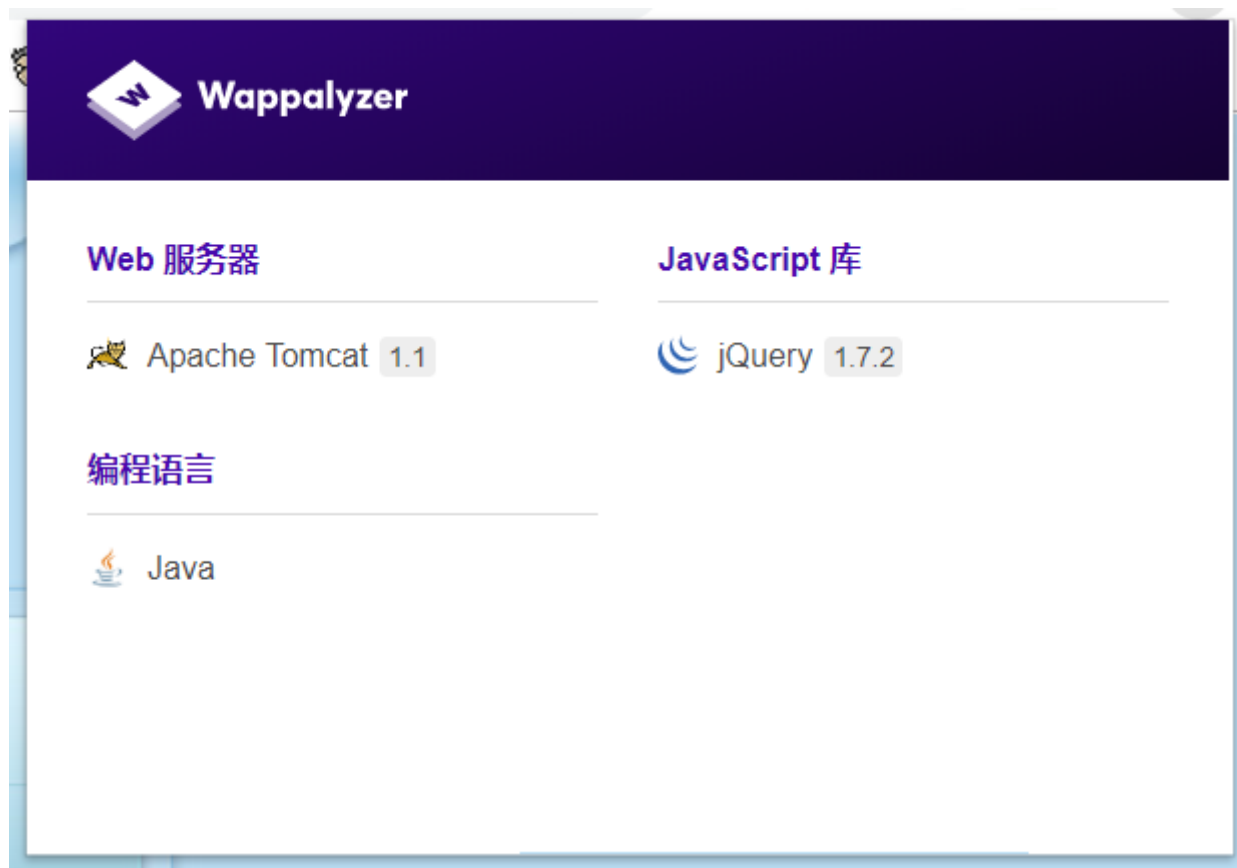 Wappalyzer
Web 服务器
Apache Tomcat 1.1
编程语言
Java
JavaScript 库
jQuery 1.7.2